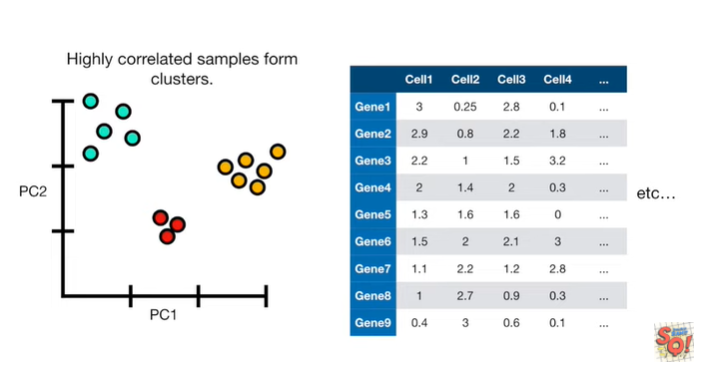 Highly correlated samples form
clusters.
PC2
PC1
Cell1 Cell2 Cell3 Cell4 ...
Gene1 3 0.25 2.8 0.1 ...
Gene2 2.9 0.8 2.2 1.8 ...
Gene3 2.2 1 1.5 3.2 ...
Gene4 2 1.4 2 0.3 ...
Gene5 1.3 1.6 1.6 0 ...
Gene6 1.5 2 2.1 3 ...
Gene7 1.1 2.2 1.2 2.8 ...
Gene8 1 2.7 0.9 0.3 ...
Gene9 0.4 3 0.6 0.1 ...
etc...
SQ!